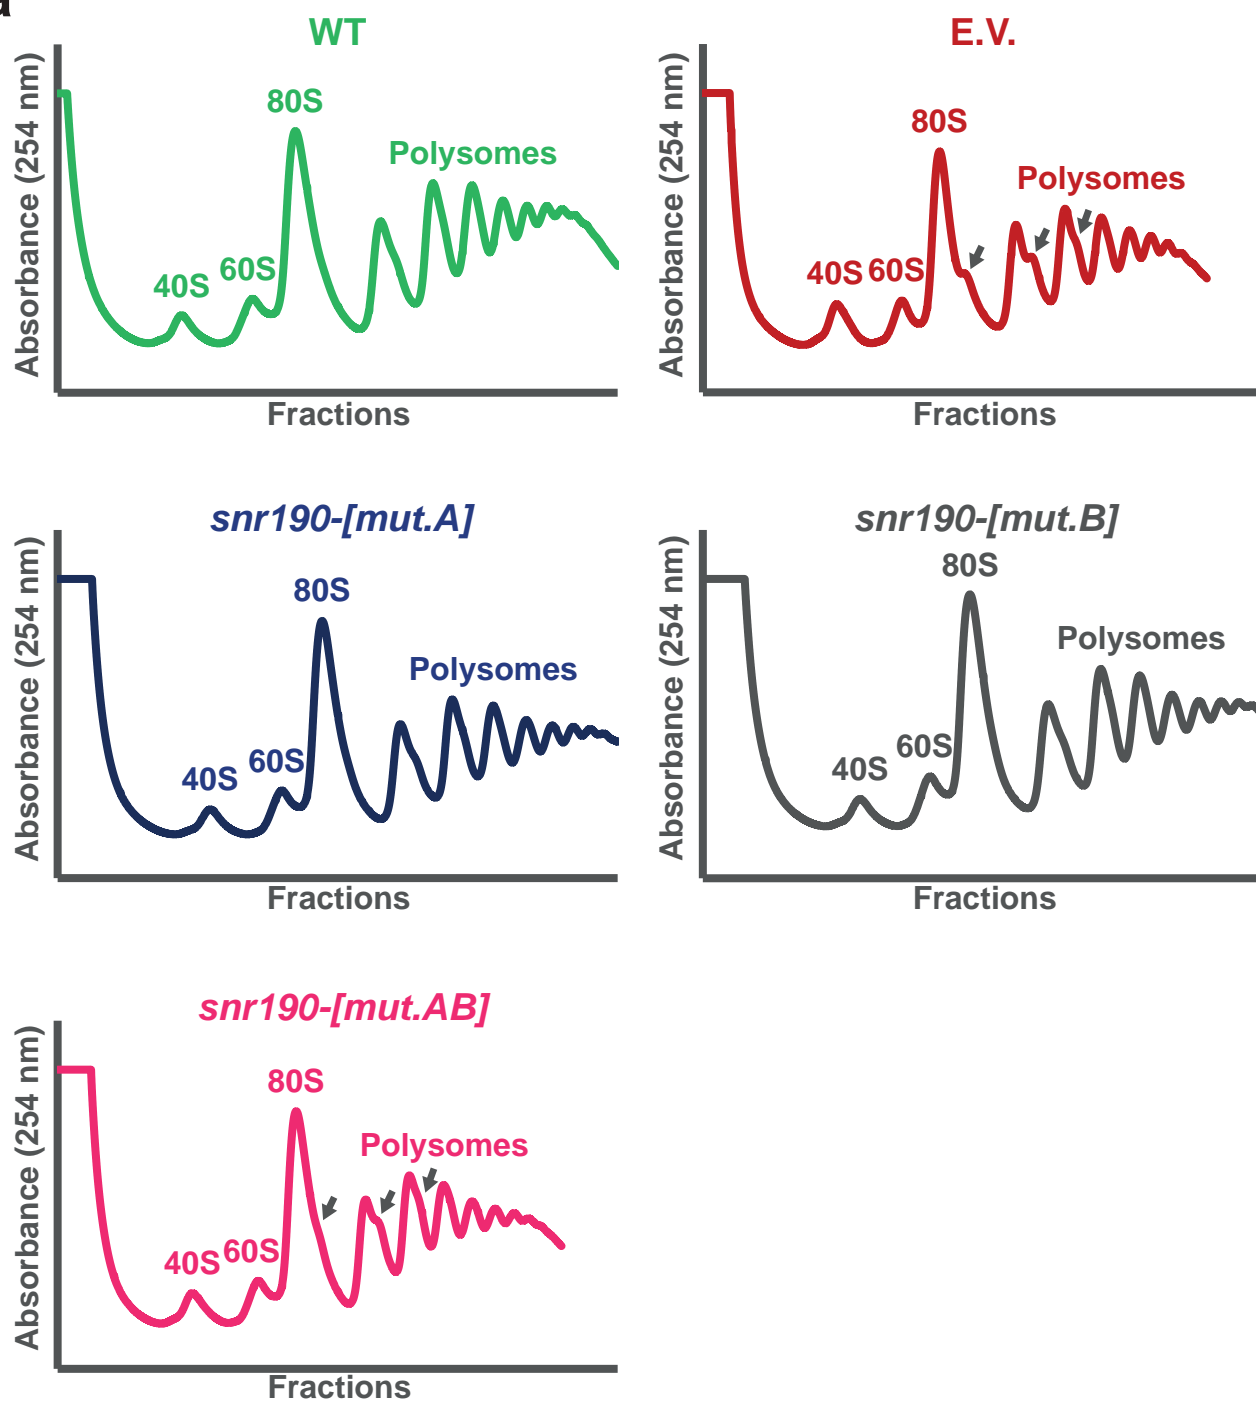 WT
80S
Polysomes
60S
40S
Absorbance (254 nm)
Fractions
E.V.
80S
Polysomes
40S 60S
Absorbance (254 nm)
Fractions
snr190-[mut.A]
80S
Polysomes
60S
40S
Absorbance (254 nm)
Fractions
snr190-[mut.B]
80S
Polysomes
60S
40S
Absorbance (254 nm)
Fractions
snr190-[mut.AB]
80S
Polysomes
60S
40S
Absorbance (254 nm)
Fractions